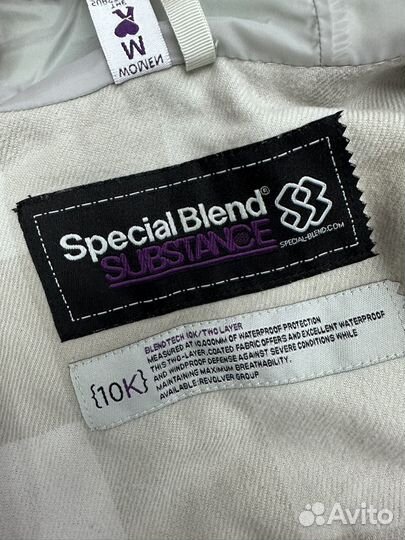 WOMEN
M
Special Blend®
SUBSTANCE
SPECIAL-BLEND.COM
{10K}
BLENDTECH 10K/TWO LAYER
MEASURED AT 10,000MM OF WATERPROOF PROTECTION
THIS TWO-LAYER, COATED FABRIC OFFERS AND EXCELLENT WATERPROOF
AND WINDPROOF DEFENSE AGAINST SEVERE CONDITIONS WHILE
MAINTAINING MAXIMUM BREATHABILITY.
AVAILABLE: REVOLVER GROUP
Avito